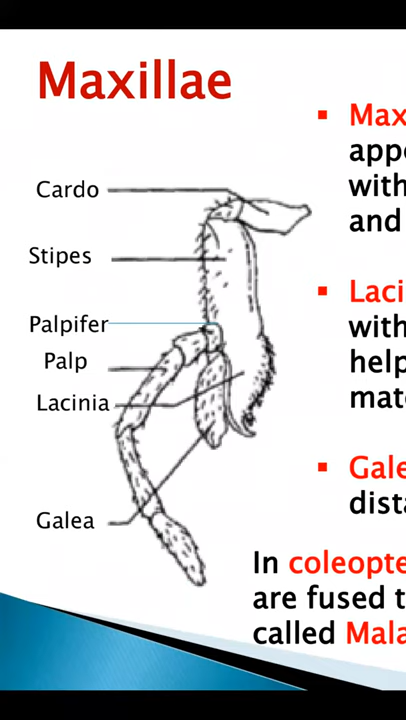 Maxillae
Cardo
Stipes
Palpifer
Palp
Lacinia
Galea
Max
appe
with
and
Laci
with
help
mate
Gale
dista
In coleopte
are fused t
called Mala